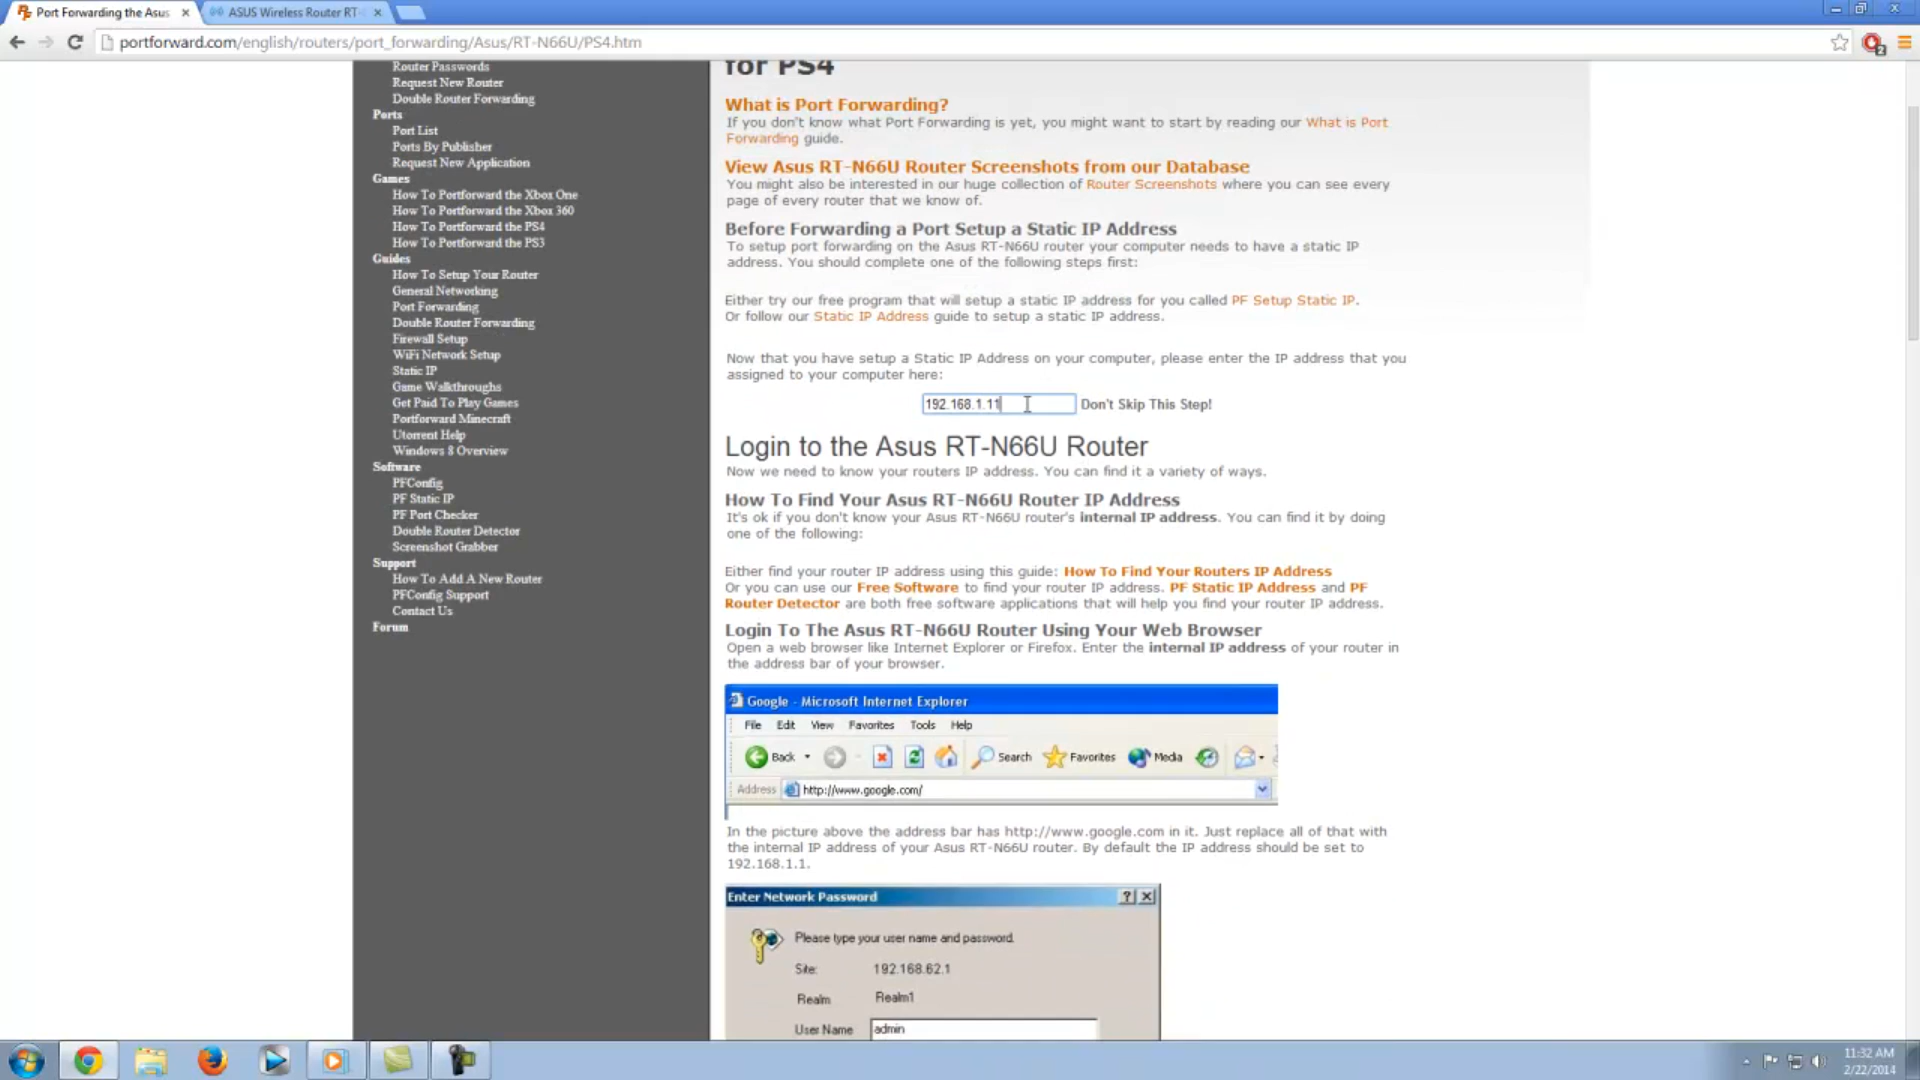 Port Forwarding the Asus
ASUS Wireless Router RT-
portforward.com/english/routers/port_forwarding/Asus/RT-N66U/PS4.htm
2
Router Passwords
Request New Router
Double Router Forwarding
Ports
Port List
Ports By Publisher
Request New Application
Games
How To Portforward the Xbox One
How To Portforward the Xbox 360
How To Portforward the PS4
How To Portforward the PS3
Guides
How To Setup Your Router
General Networking
Port Forwarding
Double Router Forwarding
Firewall Setup
WiFi Network Setup
Static IP
Game Walkthroughs
Get Paid To Play Games
Portforward Minecraft
Utorrent Help
Windows 8 Overview
Software
PFConfig
PF Static IP
PF Port Checker
Double Router Detector
Screenshot Grabber
Support
How To Add A New Router
PFConfig Support
Contact Us
Forum
for PS4
What is Port Forwarding?
If you don't know what Port Forwarding is yet, you might want to start by reading our What is Port
Forwarding guide.
View Asus RT-N66U Router Screenshots from our Database
You might also be interested in our huge collection of Router Screenshots where you can see every
page of every router that we know of.
Before Forwarding a Port Setup a Static IP Address
To setup port forwarding on the Asus RT-N66U router your computer needs to have a static IP
address. You should complete one of the following steps first:
Either try our free program that will setup a static IP address for you called PF Setup Static IP.
Or follow our Static IP Address guide to setup a static IP address.
Now that you have setup a Static IP Address on your computer, please enter the IP address that you
assigned to your computer here:
192.168.1.11 Don't Skip This Step!
Login to the Asus RT-N66U Router
Now we need to know your routers IP address. You can find it a variety of ways.
How To Find Your Asus RT-N66U Router IP Address
It's ok if you don't know your Asus RT-N66U router's internal IP address. You can find it by doing
one of the following:
Either find your router IP address using this guide: How To Find Your Routers IP Address
Or you can use our Free Software to find your router IP address. PF Static IP Address and PF
Router Detector are both free software applications that will help you find your router IP address.
Login To The Asus RT-N66U Router Using Your Web Browser
Open a web browser like Internet Explorer or Firefox. Enter the internal IP address of your router in
the address bar of your browser.
Google - Microsoft Internet Explorer
File Edit View Favorites Tools Help
Back Search Favorites Media
Address http://www.google.com/
In the picture above the address bar has http://www.google.com in it. Just replace all of that with
the internal IP address of your Asus RT-N66U router. By default the IP address should be set to
192.168.1.1.
Enter Network Password
Please type your user name and password.
Site: 192.168.62.1
Realm Realm1
User Name admin
11:32 AM
2/22/2014